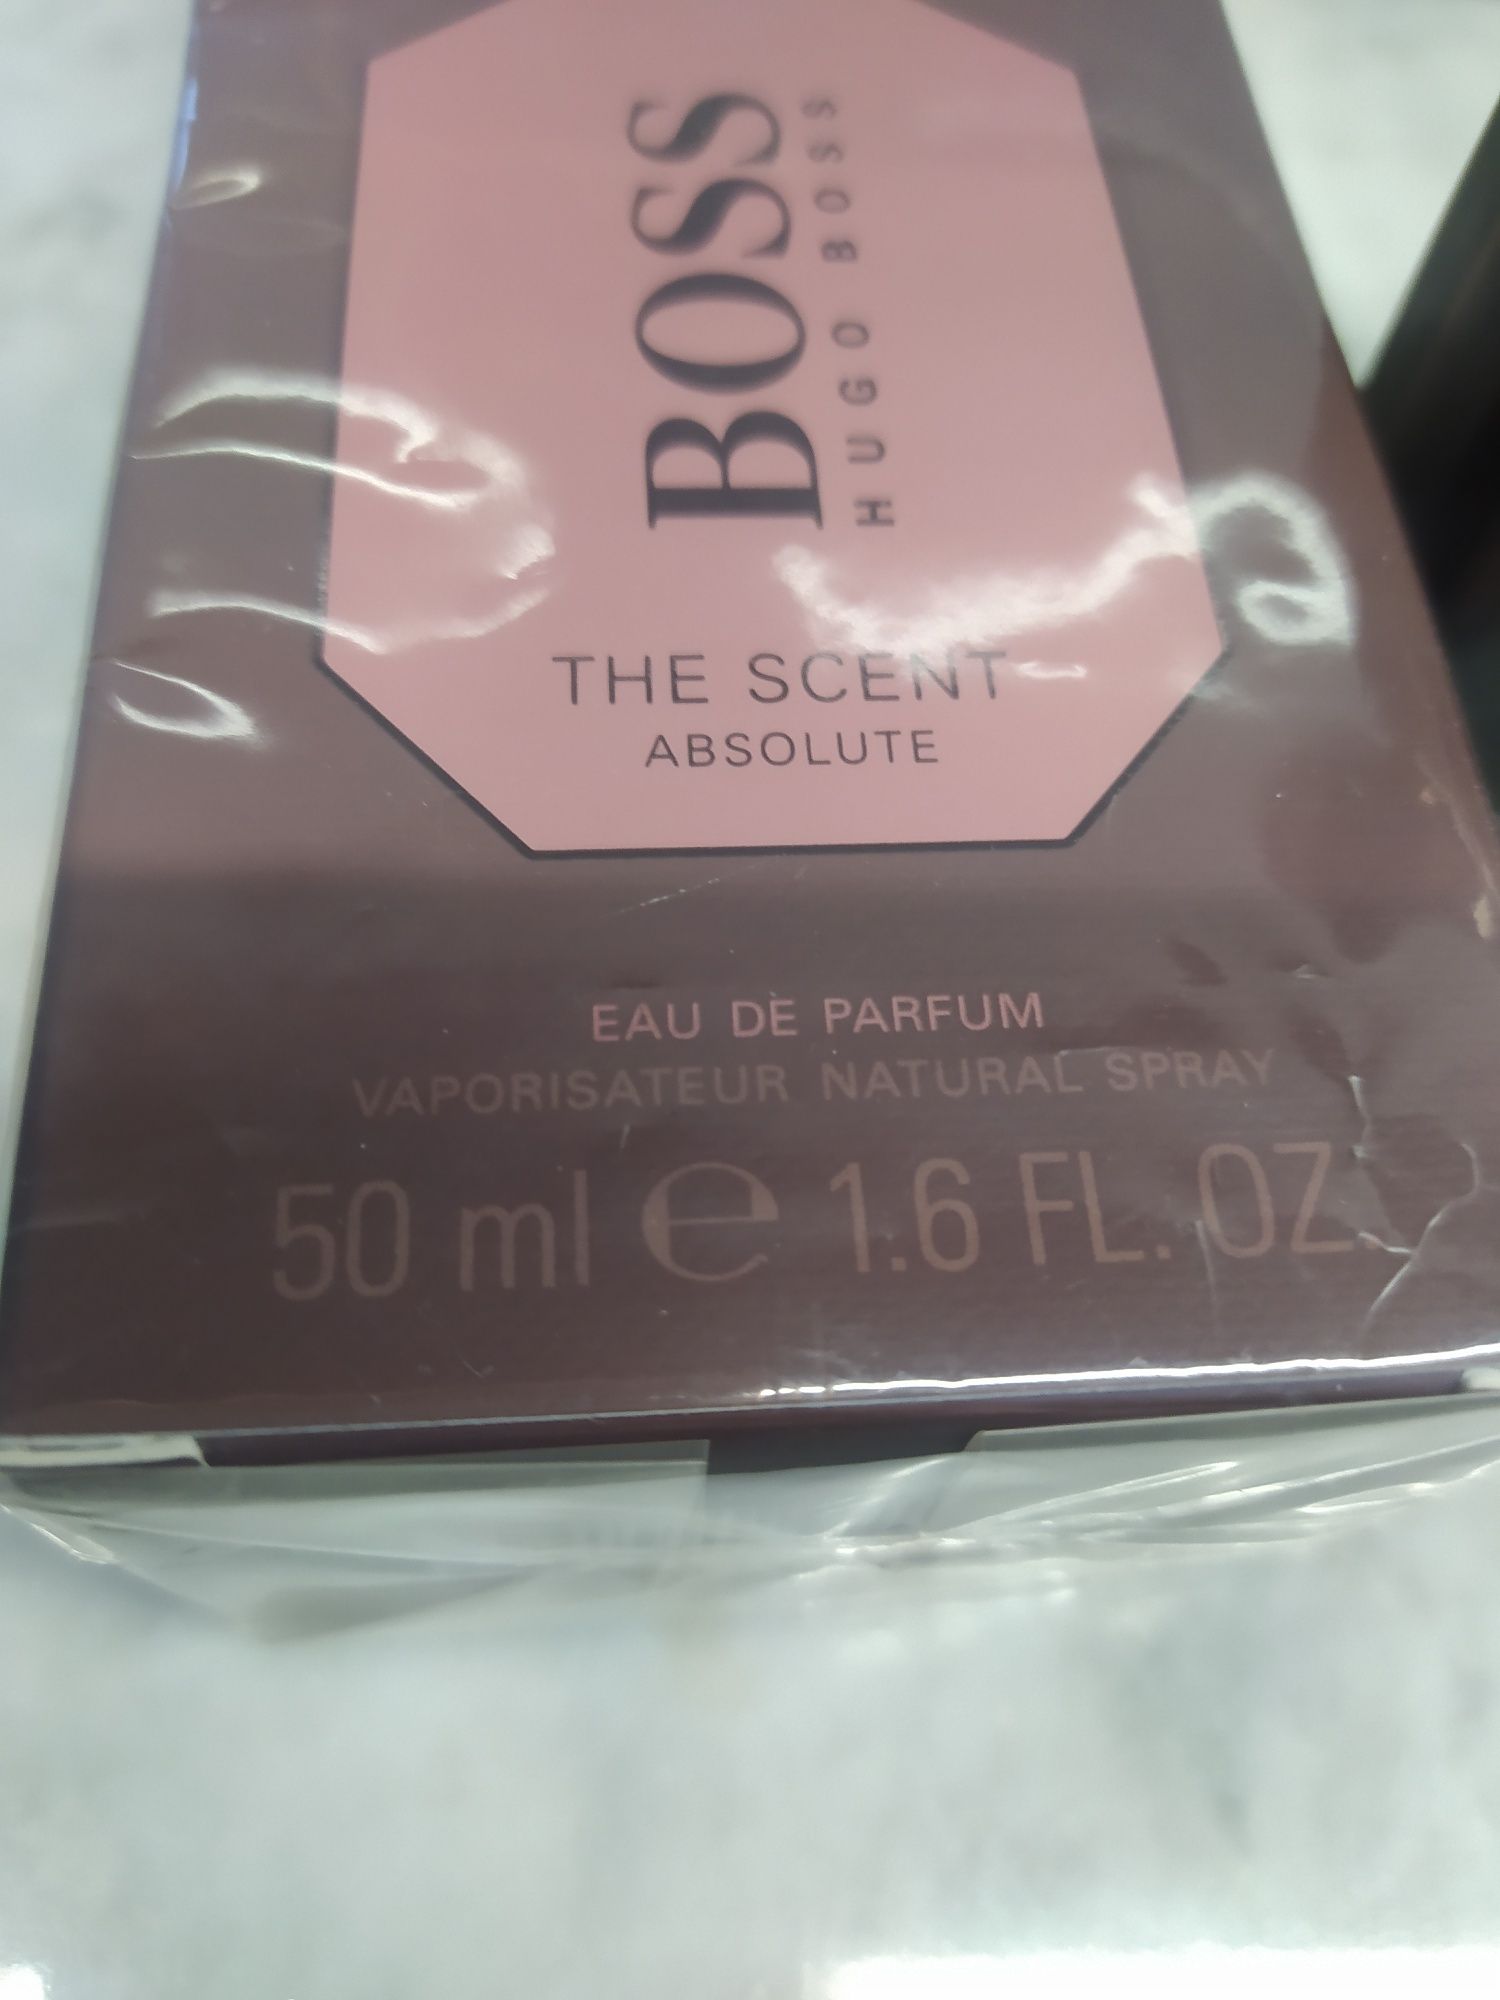 BOSS
HUGO BOSS
THE SCENT
ABSOLUTE
EAU DE PARFUM
VAPORISATEUR NATURAL SPRAY
50 ml e 1.6 FL. OZ.